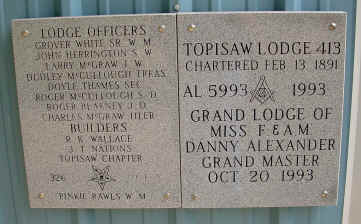 LODGE OFFICERS
GROVER WHITE SR. W M
JOHN HERRINGTON S W
LARRY MCGRAW J W
DUDLEY MCCULLOUGH TREAS
DOYLE THAMES SEC
ROGER MCCULLOUGH S D
ROGER BLAKNEY J D
CHARLES MCGRAW TILER
BUILDERS
R K WALLACE
J T NATIONS
TOPISAW CHAPTER
326
PINKIE RAWLS W M
TOPISAW LODGE 413
CHARTERED FEB 13 1891
AL 5993 G 1993
GRAND LODGE OF
MISS F & A M
DANNY ALEXANDER
GRAND MASTER
OCT 20 1993